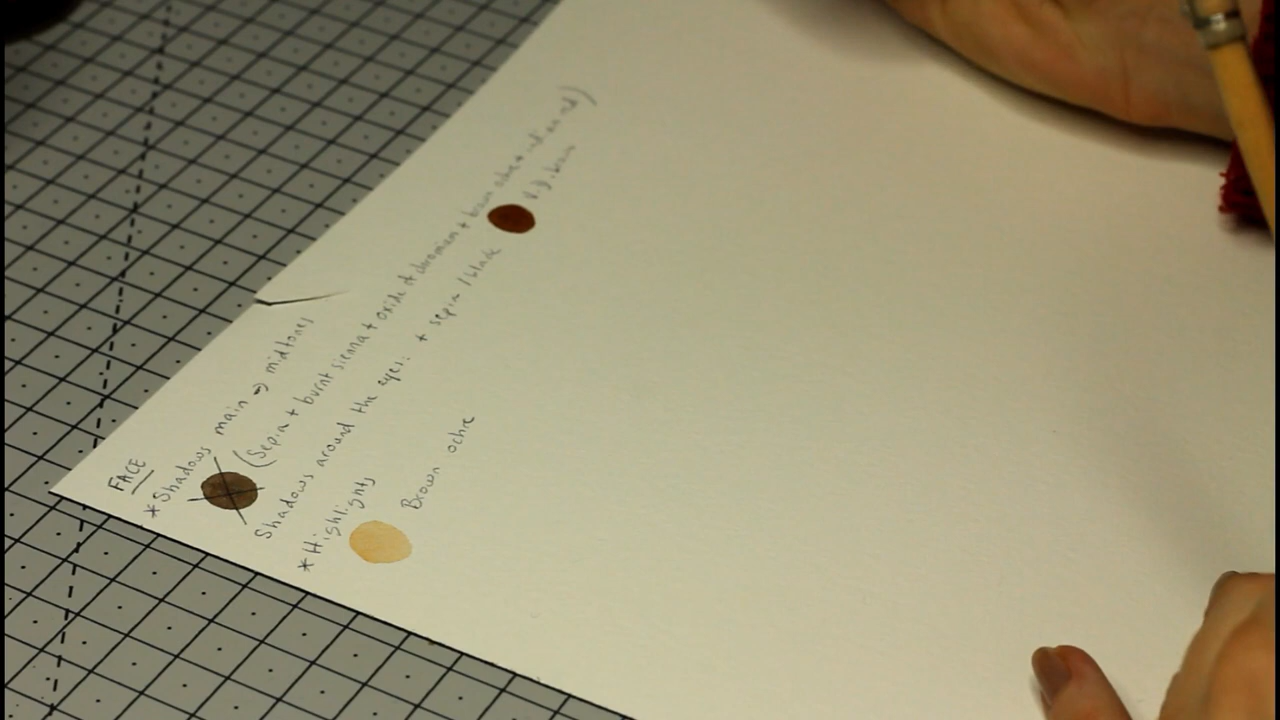 FACE
* Shadows main → midtones
(Sepia + burnt sienna + oxide of chromium + brown ochre + indian red)
V.D. brown
Shadows around the eyes: + sepia / black
* Highlights
Brown ochre